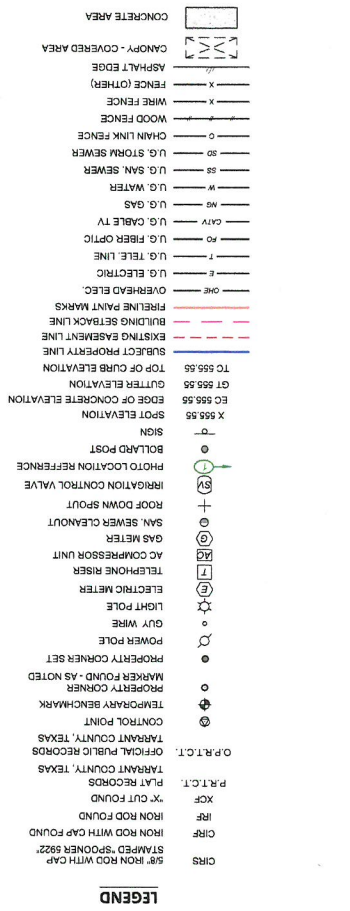 LEGEND
CIRS 5/8" IRON ROD WITH CAP
STAMPED "SPOONER 5922"
CIRF IRON ROD WITH CAP FOUND
IRF IRON ROD FOUND
XCF "X" CUT FOUND
P.R.T.C.T. PLAT RECORDS
TARRANT COUNTY, TEXAS
O.P.R.T.C.T. OFFICIAL PUBLIC RECORDS
TARRANT COUNTY, TEXAS
CONTROL POINT
TEMPORARY BENCHMARK
PROPERTY CORNER
MARKER FOUND - AS NOTED
PROPERTY CORNER SET
POWER POLE
GUY WIRE
LIGHT POLE
E ELECTRIC METER
T TELEPHONE RISER
AC AC COMPRESSOR UNIT
G GAS METER
SAN. SEWER CLEANOUT
ROOF DOWN SPOUT
SV IRRIGATION CONTROL VALVE
1 PHOTO LOCATION REFFERNCE
BOLLARD POST
SIGN
X 555.55 SPOT ELEVATION
EC 555.55 EDGE OF CONCRETE ELEVATION
GT 555.55 GUTTER ELEVATION
TC 555.55 TOP OF CURB ELEVATION
SUBJECT PROPERTY LINE
EXISTING EASEMENT LINE
BUILDING SETBACK LINE
FIRELINE PAINT MARKS
OHE OVERHEAD ELEC.
E U.G. ELECTRIC
T U.G. TELE. LINE
FO U.G. FIBER OPTIC
CATV U.G. CABLE TV
NG U.G. GAS
W U.G. WATER
SS U.G. SAN. SEWER
SD U.G. STORM SEWER
C CHAIN LINK FENCE
WOOD FENCE
X WIRE FENCE
X FENCE (OTHER)
ASPHALT EDGE
CANOPY - COVERED AREA
CONCRETE AREA